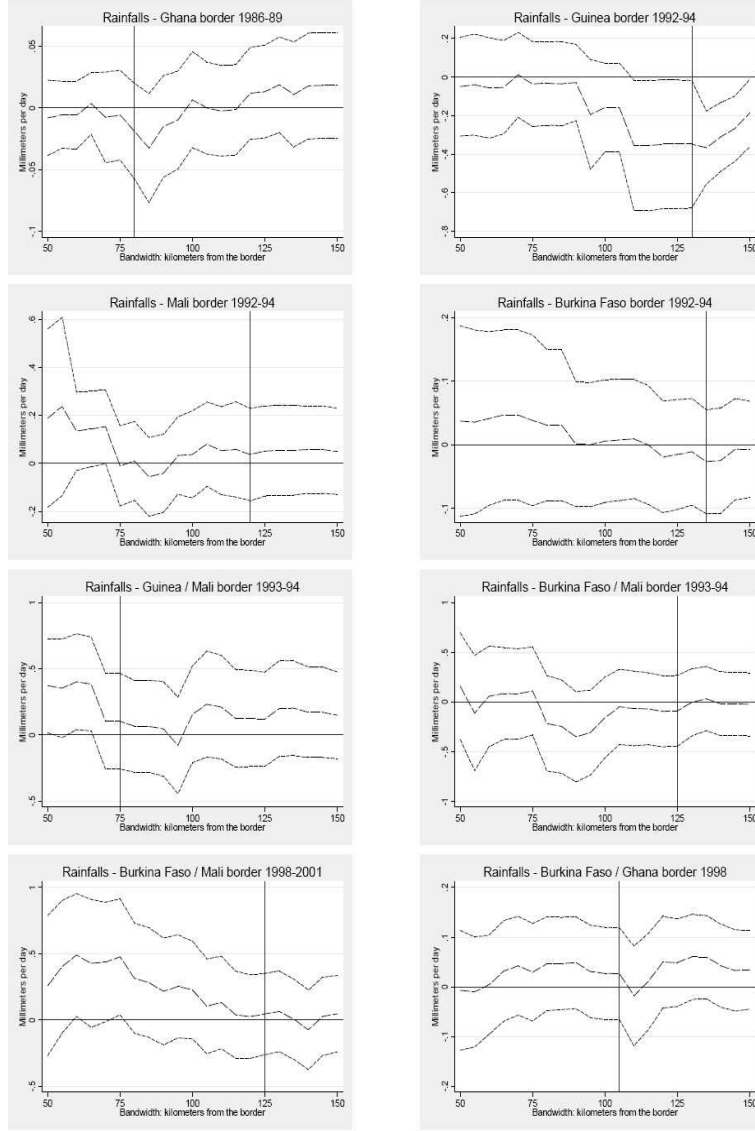 Rainfalls - Ghana border 1986-89
Millimeters per day
.05
0
-.05
-.1
50 75 100 125 150
Bandwidth: kilometers from the border
Rainfalls - Guinea border 1992-94
Millimeters per day
.2
0
-.2
-.4
-.6
-.8
50 75 100 125 150
Bandwidth: kilometers from the border
Rainfalls - Mali border 1992-94
Millimeters per day
.6
.4
.2
0
-.2
50 75 100 125 150
Bandwidth: kilometers from the border
Rainfalls - Burkina Faso border 1992-94
Millimeters per day
.2
.1
0
-.1
50 75 100 125 150
Bandwidth: kilometers from the border
Rainfalls - Guinea / Mali border 1993-94
Millimeters per day
1
.5
0
-.5
50 75 100 125 150
Bandwidth: kilometers from the border
Rainfalls - Burkina Faso / Mali border 1993-94
Millimeters per day
1
.5
0
-.5
-1
50 75 100 125 150
Bandwidth: kilometers from the border
Rainfalls - Burkina Faso / Mali border 1998-2001
Millimeters per day
1
.5
0
-.5
50 75 100 125 150
Bandwidth: kilometers from the border
Rainfalls - Burkina Faso / Ghana border 1998
Millimeters per day
.2
.1
0
-.1
-.2
50 75 100 125 150
Bandwidth: kilometers from the border